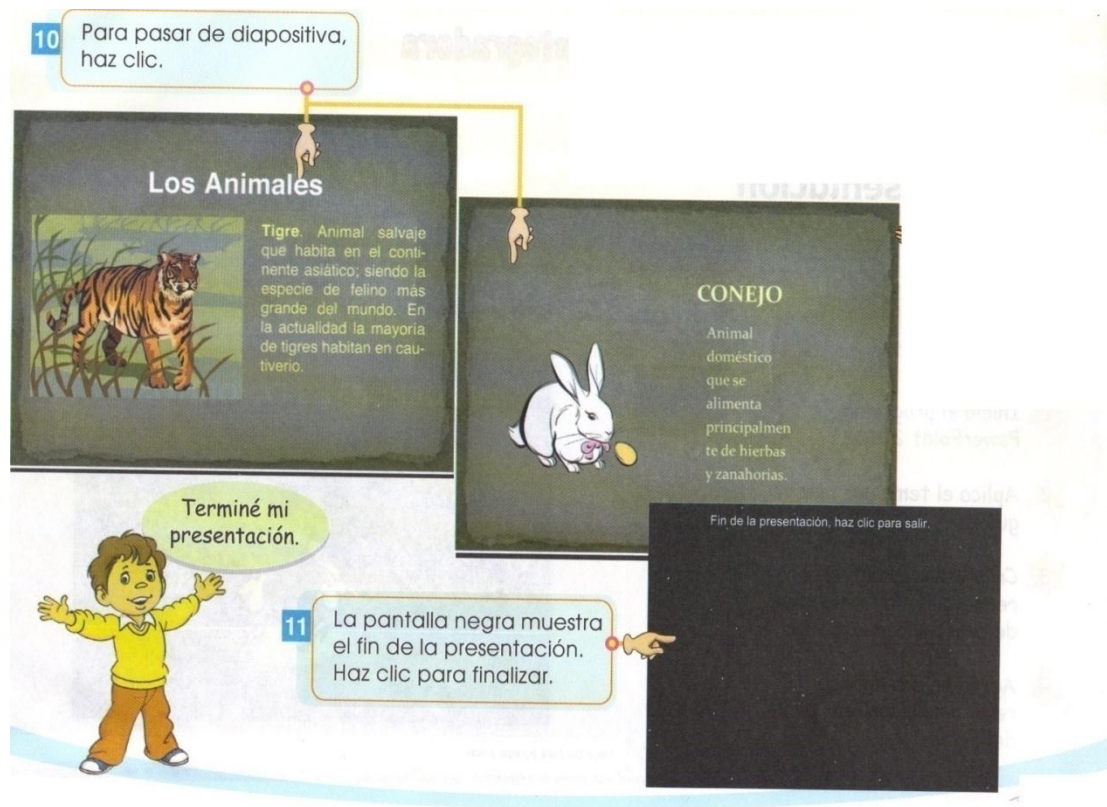 10
Para pasar de diapositiva,
haz clic.
Los Animales
Tigre. Animal salvaje
que habita en el conti-
nente asiático; siendo la
especie de felino más
grande del mundo. En
la actualidad la mayoría
de tigres habitan en cau-
tiverio.
CONEJO
Animal
doméstico
que se
alimenta
principalmen
te de hierbas
y zanahorias.
Terminé mi
presentación.
Fin de la presentación, haz clic para salir.
11
La pantalla negra muestra
el fin de la presentación.
Haz clic para finalizar.